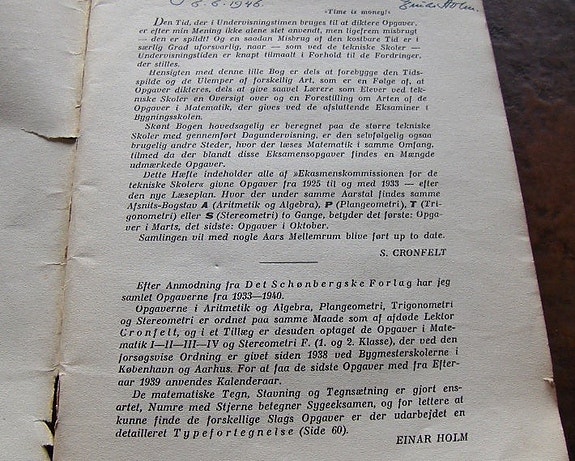 8.6.1946. Einar Holm.
»Time is money!«
Den Tid, der i Undervisningstimen bruges til at diktere Opgaver,
er efter min Mening ikke alene slet anvendt, men ligefrem misbrugt
— den er spildt! Og en saadan Misbrug af den kostbare Tid er i
særlig Grad uforsvarlig, naar — som ved de tekniske Skoler —
Undervisningstiden er knapt tilmaalt i Forhold til de Fordringer,
der stilles.
Hensigten med denne lille Bog er dels at forebygge den Tids-
spilde og de Ulemper af forskellig Art, som er en Følge af, at
Opgaver dikteres, dels at give saavel Lærere som Elever ved tek-
niske Skoler en Oversigt over og en Forestilling om Arten af de
Opgaver i Matematik, der gives ved de afsluttende Eksaminer i
Bygningsskolen.
Skønt Bogen hovedsagelig er beregnet paa de større tekniske
Skoler med gennemført Dagundervisning, er den selvfølgelig ogsaa
brugelig andre Steder, hvor der læses Matematik i samme Omfang,
tilmed da der blandt disse Eksamensopgaver findes en Mængde
udmærkede Opgaver.
Dette Hæfte indeholder alle af »Eksamenskommissionen for
de tekniske Skoler« givne Opgaver fra 1925 til og med 1933 — efter
den nye Læseplan. Hvor der under samme Aarstal findes samme
Afsnits-Bogstav A (Aritmetik og Algebra), P (Plangeometri), T (Tri-
gonometri) eller S (Stereometri) to Gange, betyder det første: Opga-
ver i Marts, det sidste: Opgaver i Oktober.
Samlingen vil med nogle Aars Mellemrum blive ført up to date.
S. CRONFELT
Efter Anmodning fra Det Schønbergske Forlag har jeg
samlet Opgaverne fra 1933—1940.
Opgaverne i Aritmetik og Algebra, Plangeometri, Trigonometri
og Stereometri er ordnet paa samme Maade som af afdøde Lektor
Cronfelt, og i et Tillæg er desuden optaget de Opgaver i Mate-
matik I—II—III—IV og Stereometri F. (1. og 2. Klasse), der ved den
forsøgsvise Ordning er givet siden 1938 ved Bygmesterskolerne i
København og Aarhus. For at faa de sidste Opgaver med fra Efter-
aar 1939 anvendes Kalenderaar.
De matematiske Tegn, Stavning og Tegnsætning er gjort ens-
artet, Numre med Stjerne betegner Sygeeksamen, og for lettere at
kunne finde de forskellige Slags Opgaver er der udarbejdet en
detailleret Typefortegnelse (Side 60).
EINAR HOLM